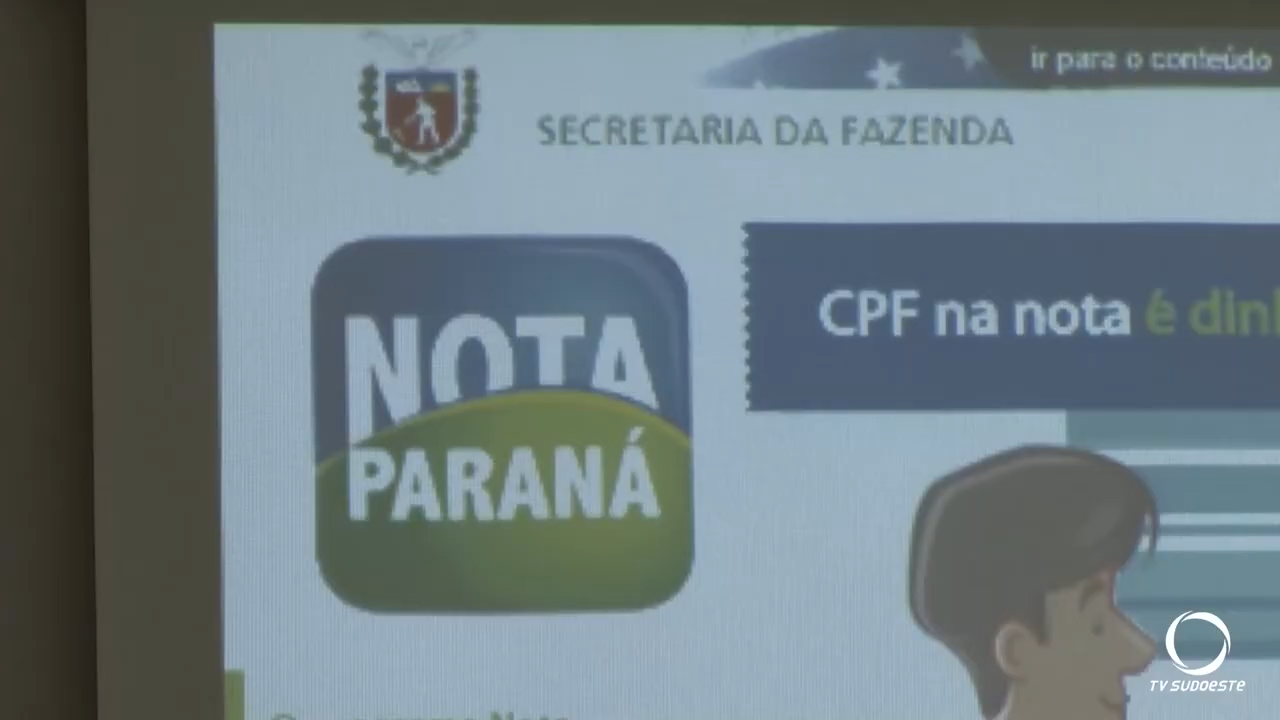 ir para o conteúdo
SECRETARIA DA FAZENDA
NOTA
PARANÁ
CPF na nota é
TV SUDOESTE